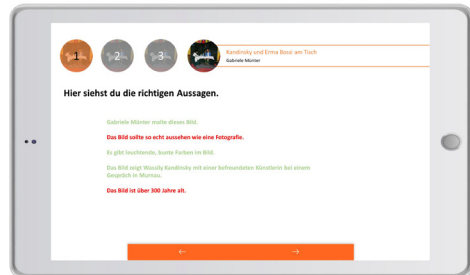 1
2
3
Kandinsky und Erma Bossi am Tisch
Gabriele Münter
Hier siehst du die richtigen Aussagen.
Gabriele Münter malte dieses Bild.
Das Bild sollte so echt aussehen wie eine Fotografie.
Es gibt leuchtende, bunte Farben im Bild.
Das Bild zeigt Wassily Kandinsky mit einer befreundeten Künstlerin bei einem
Gespräch in Murnau.
Das Bild ist über 300 Jahre alt.
← →